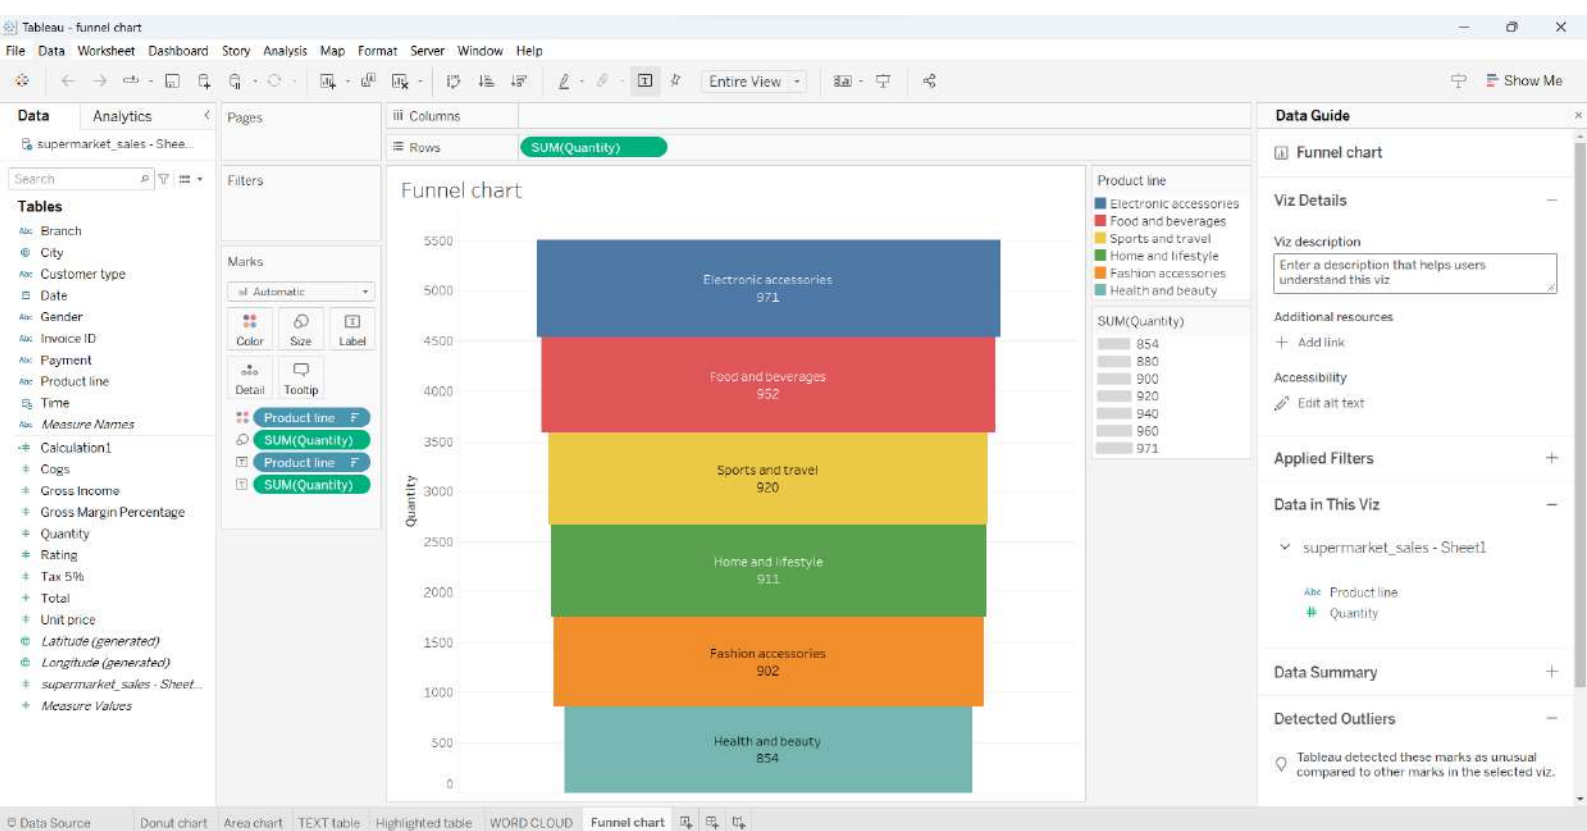 Tableau - funnel chart
File Data Worksheet Dashboard Story Analysis Map Format Server Window Help
Entire View
Show Me
Data Analytics
supermarket_sales - Shee...
Search
Tables
Abc Branch
City
Abc Customer type
Date
Abc Gender
Abc Invoice ID
Abc Payment
Abc Product line
Time
Abc Measure Names
Calculation1
Cogs
Gross Income
Gross Margin Percentage
Quantity
Rating
Tax 5%
Total
Unit price
Latitude (generated)
Longitude (generated)
supermarket_sales - Sheet...
Measure Values
Pages
Filters
Marks
Automatic
Color Size Label
Detail Tooltip
Product line
SUM(Quantity)
Product line
SUM(Quantity)
iii Columns
Rows SUM(Quantity)
Funnel chart
Quantity
5500
5000
4500
4000
3500
3000
2500
2000
1500
1000
500
0
Electronic accessories
971
Food and beverages
952
Sports and travel
920
Home and lifestyle
911
Fashion accessories
902
Health and beauty
854
Product line
Electronic accessories
Food and beverages
Sports and travel
Home and lifestyle
Fashion accessories
Health and beauty
SUM(Quantity)
854
880
900
920
940
960
971
Data Guide
Funnel chart
Viz Details
Viz description
Enter a description that helps users
understand this viz
Additional resources
+ Add link
Accessibility
Edit alt text
Applied Filters
Data in This Viz
supermarket_sales - Sheet1
Abc Product line
# Quantity
Data Summary
Detected Outliers
Tableau detected these marks as unusual
compared to other marks in the selected viz.
Data Source Donut chart Area chart TEXT table Highlighted table WORD CLOUD Funnel chart